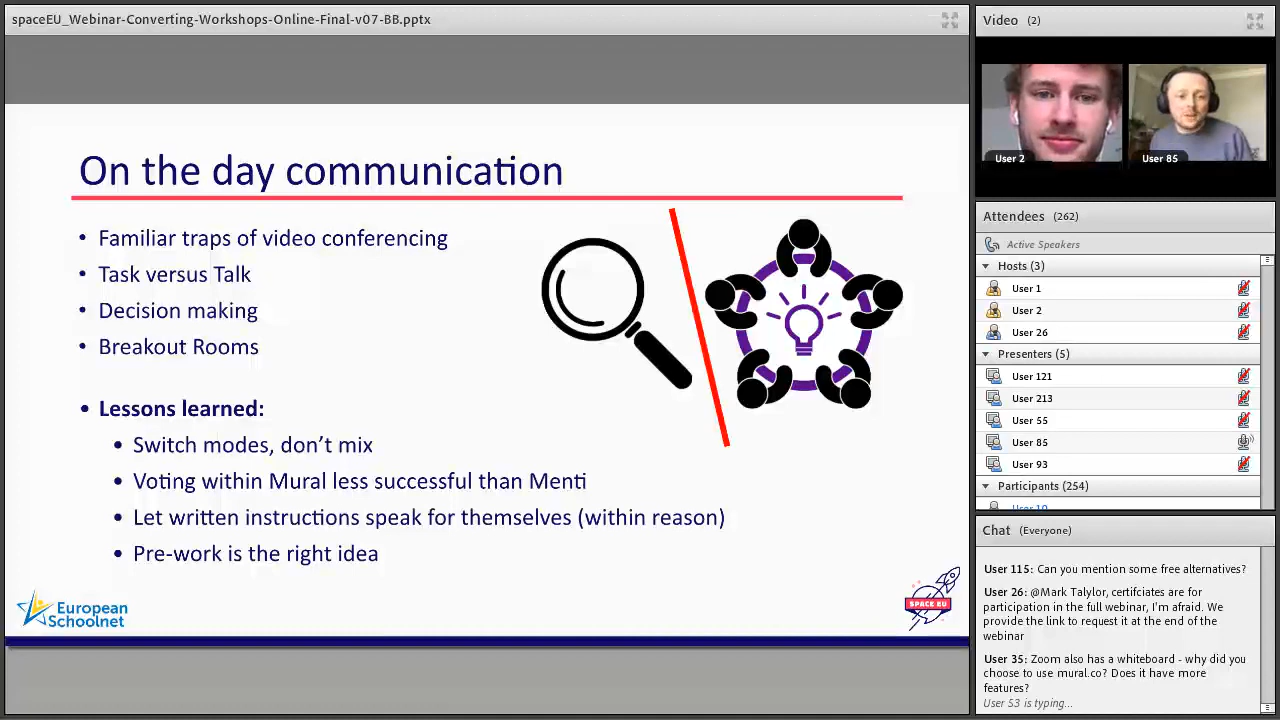 spaceEU_Webinar-Converting-Workshops-Online-Final-v07-BB.pptx
On the day communication
• Familiar traps of video conferencing
• Task versus Talk
• Decision making
• Breakout Rooms
• Lessons learned:
• Switch modes, don’t mix
• Voting within Mural less successful than Menti
• Let written instructions speak for themselves (within reason)
• Pre-work is the right idea
European
Schoolnet
SPACE EU
Video (2)
User 2
User 85
Attendees (262)
Active Speakers
Hosts (3)
User 1
User 2
User 26
Presenters (5)
User 121
User 213
User 55
User 85
User 93
Participants (254)
User 10
Chat (Everyone)
User 115: Can you mention some free alternatives?
User 26: @Mark Talylor, certifciates are for
participation in the full webinar, I'm afraid. We
provide the link to request it at the end of the
webinar
User 35: Zoom also has a whiteboard - why did you
choose to use mural.co? Does it have more
features?
User 53 is typing...